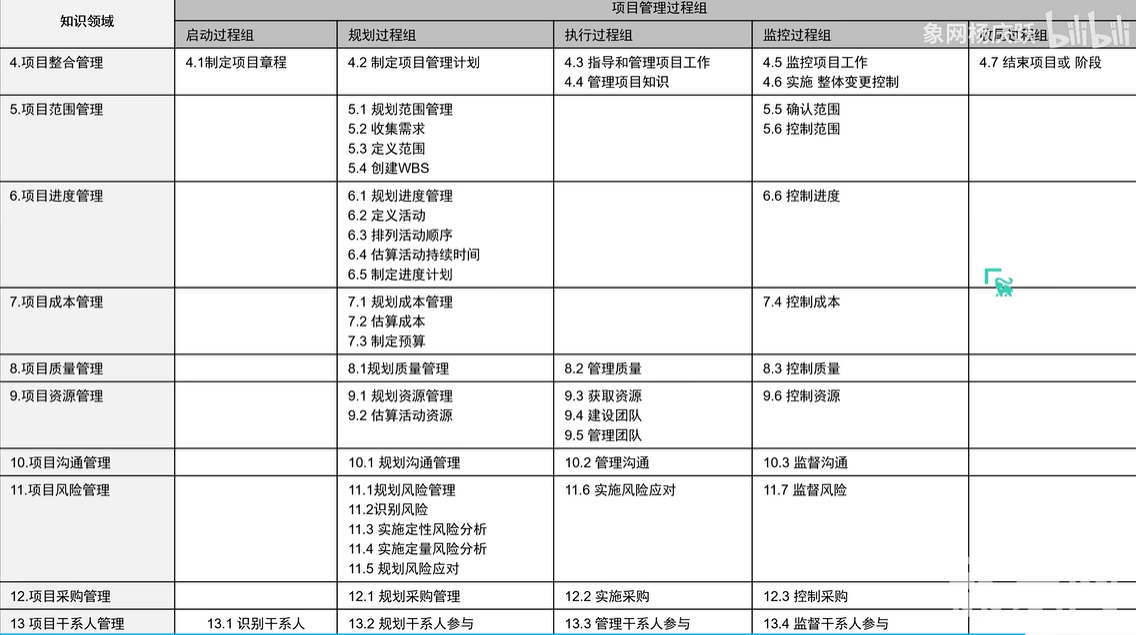 知识领域
项目管理过程组
启动过程组
规划过程组
执行过程组
监控过程组
收尾过程组
象网杨庆跃
bilibili
4.项目整合管理
4.1制定项目章程
4.2 制定项目管理计划
4.3 指导和管理项目工作
4.4 管理项目知识
4.5 监控项目工作
4.6 实施 整体变更控制
4.7 结束项目或 阶段
5.项目范围管理
5.1 规划范围管理
5.2 收集需求
5.3 定义范围
5.4 创建WBS
5.5 确认范围
5.6 控制范围
6.项目进度管理
6.1 规划进度管理
6.2 定义活动
6.3 排列活动顺序
6.4 估算活动持续时间
6.5 制定进度计划
6.6 控制进度
7.项目成本管理
7.1 规划成本管理
7.2 估算成本
7.3 制定预算
7.4 控制成本
8.项目质量管理
8.1规划质量管理
8.2 管理质量
8.3 控制质量
9.项目资源管理
9.1 规划资源管理
9.2 估算活动资源
9.3 获取资源
9.4 建设团队
9.5 管理团队
9.6 控制资源
10.项目沟通管理
10.1 规划沟通管理
10.2 管理沟通
10.3 监督沟通
11.项目风险管理
11.1规划风险管理
11.2识别风险
11.3 实施定性风险分析
11.4 实施定量风险分析
11.5 规划风险应对
11.6 实施风险应对
11.7 监督风险
12.项目采购管理
12.1 规划采购管理
12.2 实施采购
12.3 控制采购
13 项目干系人管理
13.1 识别干系人
13.2 规划干系人参与
13.3 管理干系人参与
13.4 监督干系人参与